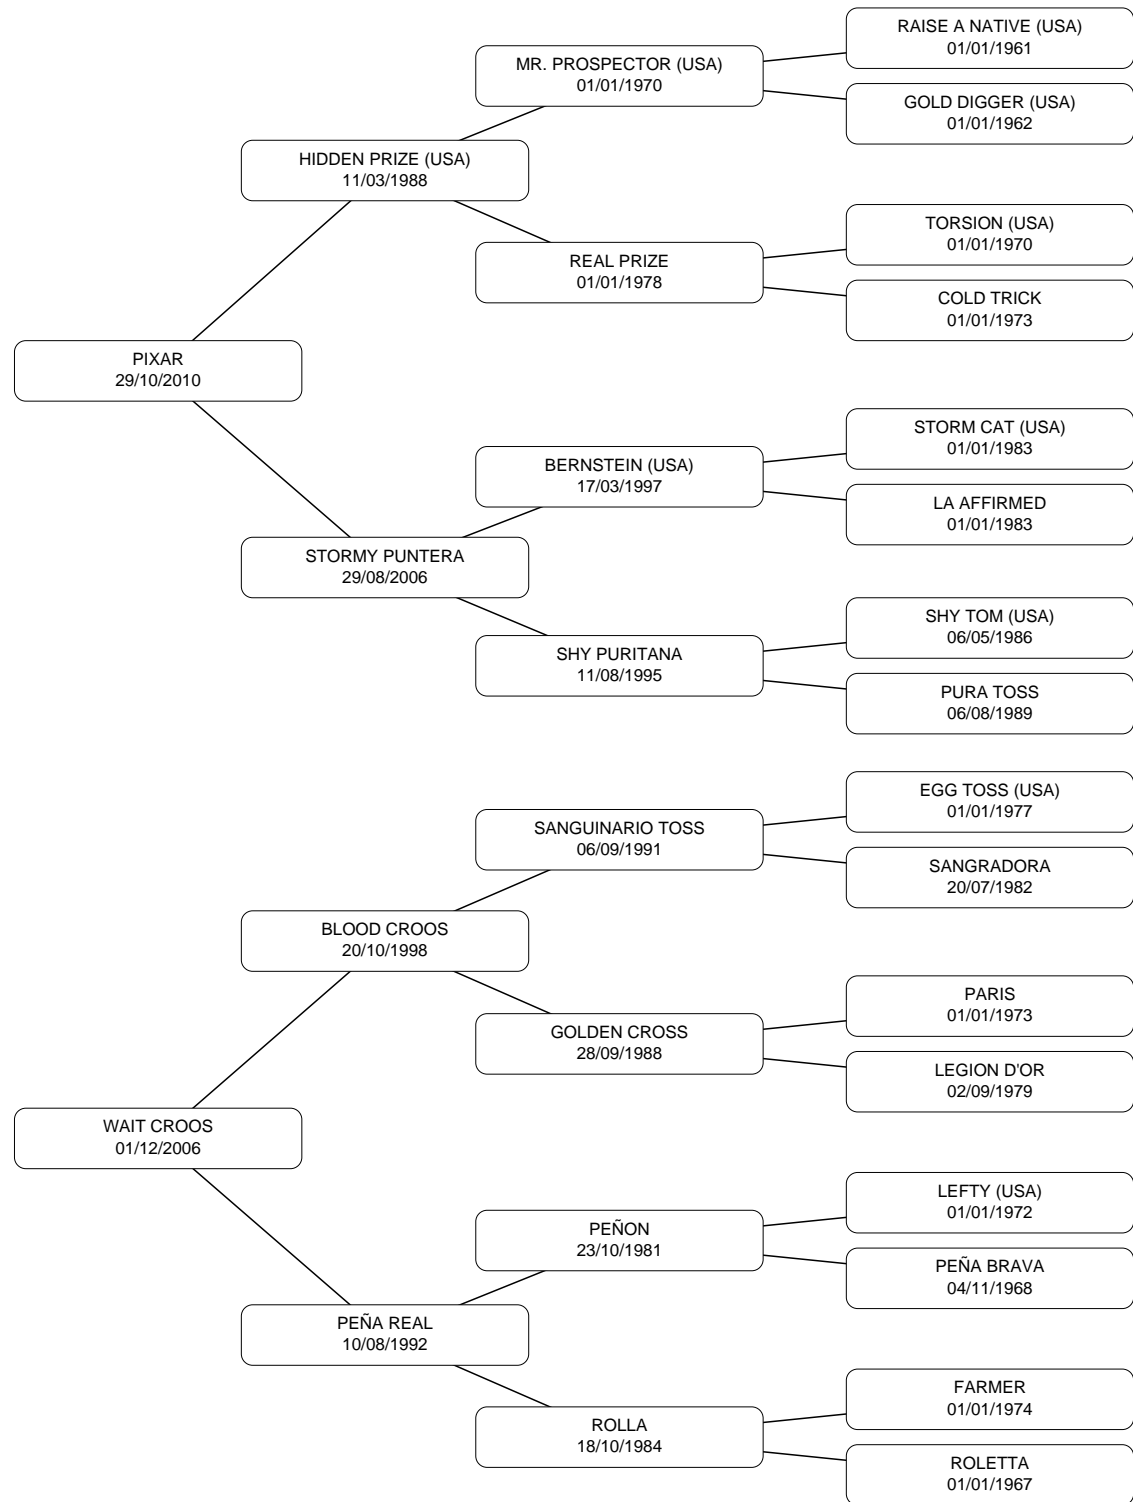 RAISE A NATIVE (USA)
01/01/1961
MR. PROSPECTOR (USA)
01/01/1970
GOLD DIGGER (USA)
01/01/1962
HIDDEN PRIZE (USA)
11/03/1988
TORSION (USA)
01/01/1970
REAL PRIZE
01/01/1978
COLD TRICK
01/01/1973
PIXAR
29/10/2010
STORM CAT (USA)
01/01/1983
BERNSTEIN (USA)
17/03/1997
LA AFFIRMED
01/01/1983
STORMY PUNTERA
29/08/2006
SHY TOM (USA)
06/05/1986
SHY PURITANA
11/08/1995
PURA TOSS
06/08/1989
EGG TOSS (USA)
01/01/1977
SANGUINARIO TOSS
06/09/1991
SANGRADORA
20/07/1982
BLOOD CROOS
20/10/1998
PARIS
01/01/1973
GOLDEN CROSS
28/09/1988
LEGION D'OR
02/09/1979
WAIT CROOS
01/12/2006
LEFTY (USA)
01/01/1972
PEÑON
23/10/1981
PEÑA BRAVA
04/11/1968
PEÑA REAL
10/08/1992
FARMER
01/01/1974
ROLLA
18/10/1984
ROLETTA
01/01/1967